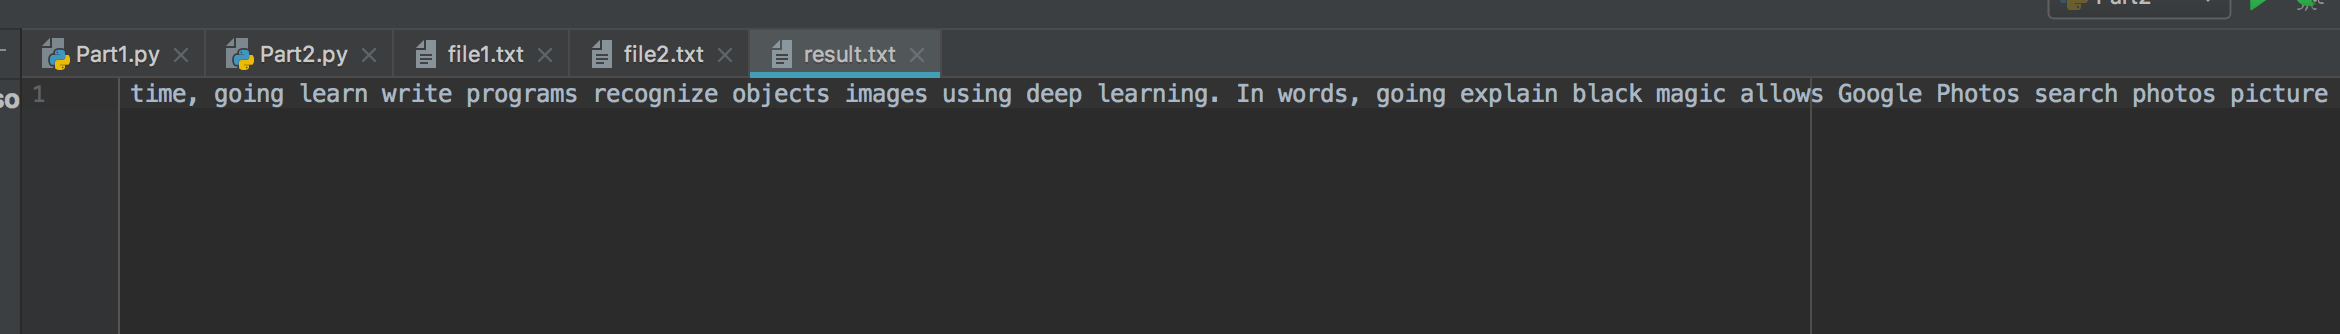 Part2
Part1.py
Part2.py
file1.txt
file2.txt
result.txt
so
1
time, going learn write programs recognize objects images using deep learning. In words, going explain black magic allows Google Photos search photos picture